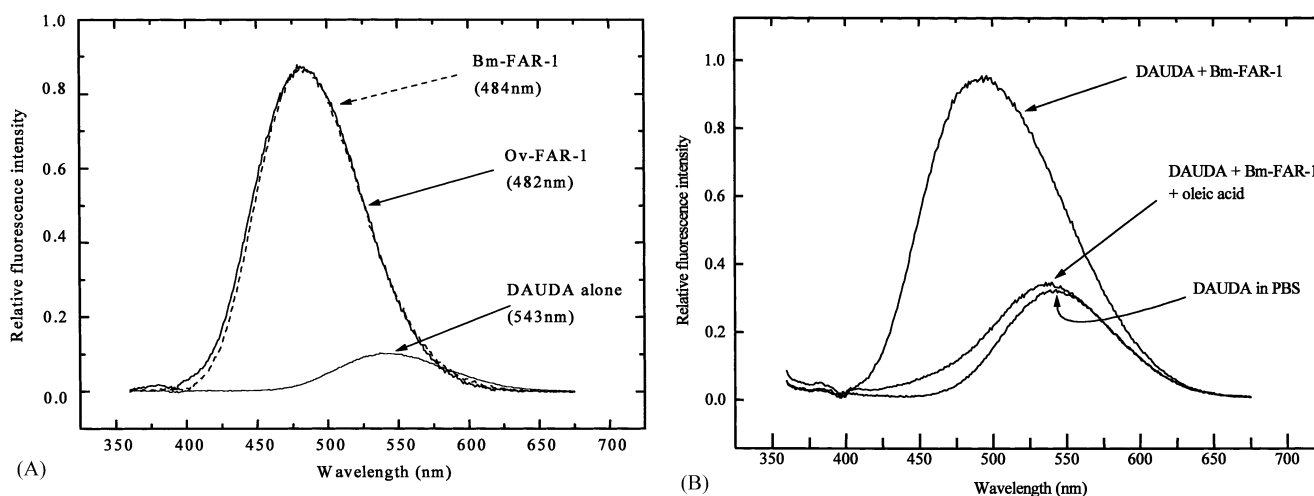 1.0
0.8
0.6
0.4
0.2
0.0
Relative fluorescence intensity
Bm-FAR-1
(484nm)
Ov-FAR-1
(482nm)
DAUDA alone
(543nm)
350 400 450 500 550 600 650 700
Wavelength (nm)
(A)
1.0
0.8
0.6
0.4
0.2
0.0
Relative fluorescence intensity
DAUDA + Bm-FAR-1
DAUDA + Bm-FAR-1
+ oleic acid
DAUDA in PBS
350 400 450 500 550 600 650 700
Wavelength (nm)
(B)